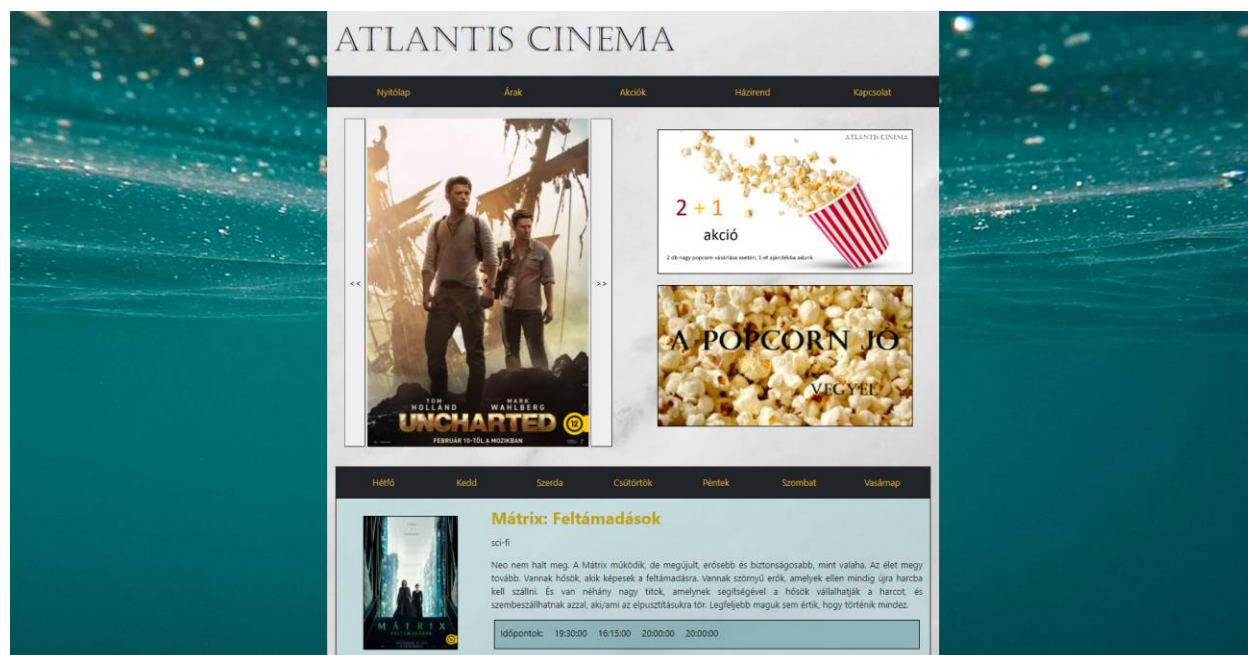 ATLANTIS CINEMA
Nyitólap Árak Akciók Házirend Kapcsolat
<<
TOM HOLLAND MARK WAHLBERG
UNCHARTED 12
FEBRUÁR 10-TŐL A MOZIKBAN
>>
ATLANTIS CINEMA
2 + 1
akció
2 db nagy popcorn vásárlása esetén, 1-et ajándékba adunk
A POPCORN JÓ
VEGYÉL
Hétfő Kedd Szerda Csütörtök Péntek Szombat Vasárnap
MÁTRIX
FELTÁMADÁSOK
Mátrix: Feltámadások
sci-fi
Neo nem halt meg. A Mátrix működik, de megújult, erősebb és biztonságosabb, mint valaha. Az élet megy
tovább. Vannak hősök, akik képesek a feltámadásra. Vannak szörnyű erők, amelyek ellen mindig újra harcba
kell szállni. És van néhány nagy titok, amelynek segítségével a hősök vállalhatják a harcot, és
szembeszállhatnak azzal, aki/ami az elpusztításukra tör. Legfeljebb maguk sem értik, hogy történik mindez.
Időpontok: 19:30:00 16:15:00 20:00:00 20:00:00